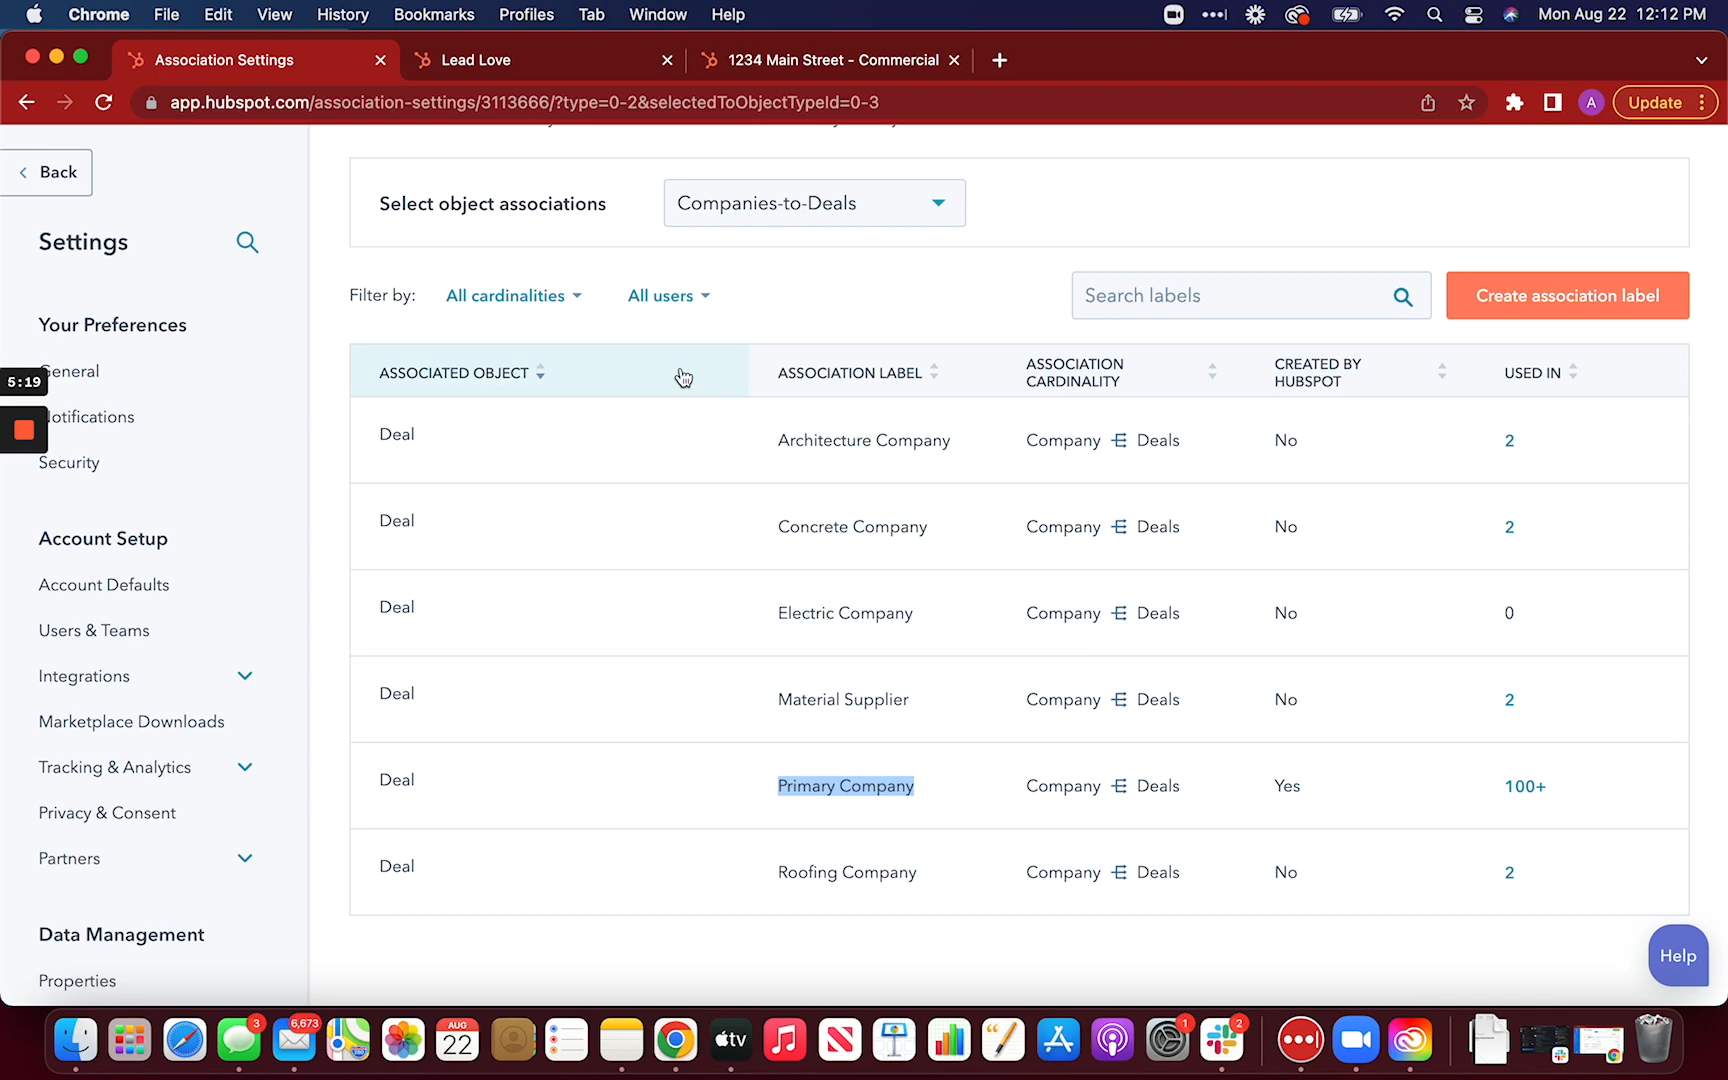 Chrome File Edit View History Bookmarks Profiles Tab Window Help Mon Aug 22 12:12 PM
Association Settings Lead Love 1234 Main Street - Commercial
app.hubspot.com/association-settings/3113666/?type=0-2&selectedToObjectTypeId=0-3 A Update
Back
Select object associations Companies-to-Deals
Settings
Filter by: All cardinalities All users Search labels Create association label
Your Preferences
General
5:19
Notifications
Security
ASSOCIATED OBJECT ASSOCIATION LABEL ASSOCIATION CARDINALITY CREATED BY HUBSPOT USED IN
Deal Architecture Company Company Deals No 2
Deal Concrete Company Company Deals No 2
Deal Electric Company Company Deals No 0
Deal Material Supplier Company Deals No 2
Deal Primary Company Company Deals Yes 100+
Deal Roofing Company Company Deals No 2
Account Setup
Account Defaults
Users & Teams
Integrations
Marketplace Downloads
Tracking & Analytics
Privacy & Consent
Partners
Data Management
Properties
Help
3 6,673 AUG 22 tv 1 2